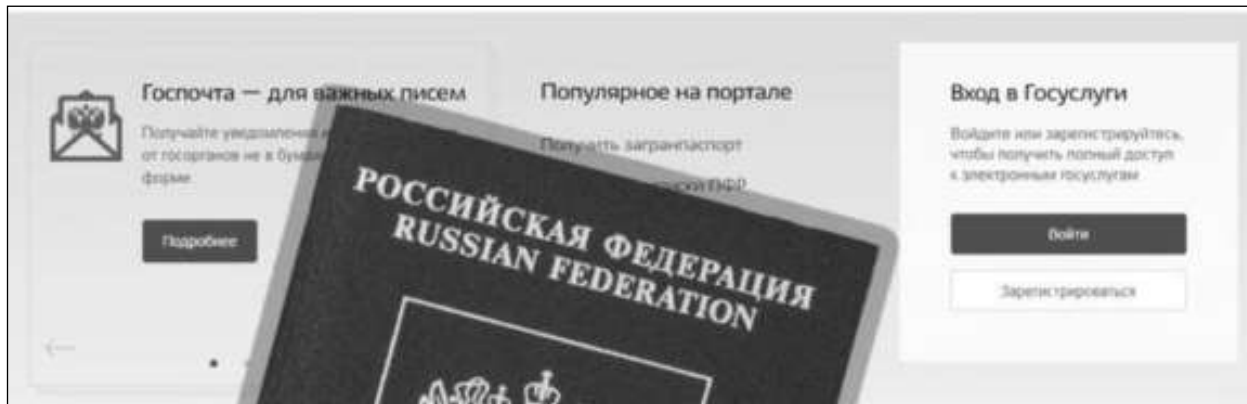 Госпочта — для важных писем
Получайте уведомления
от госорганов не в
форме
Подробнее
Популярное на портале
Получить загранпаспорт
ПФР
Вход в Госуслуги
Войдите или зарегистрируйтесь,
чтобы получить полный доступ
к электронным госуслугам
Войти
Зарегистрироваться
РОССИЙСКАЯ ФЕДЕРАЦИЯ
RUSSIAN FEDERATION